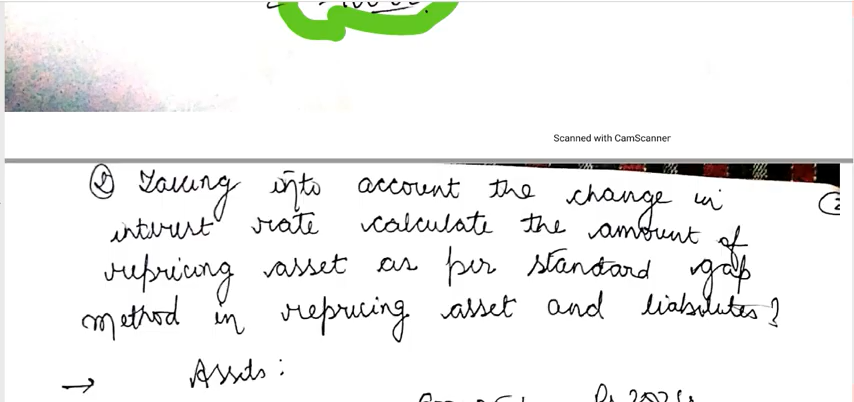 Scanned with CamScanner
② Taking into account the change in
interest rate calculate the amount of
repricing asset as per standard gap
method in repricing asset and liabilities?
→ Assets: